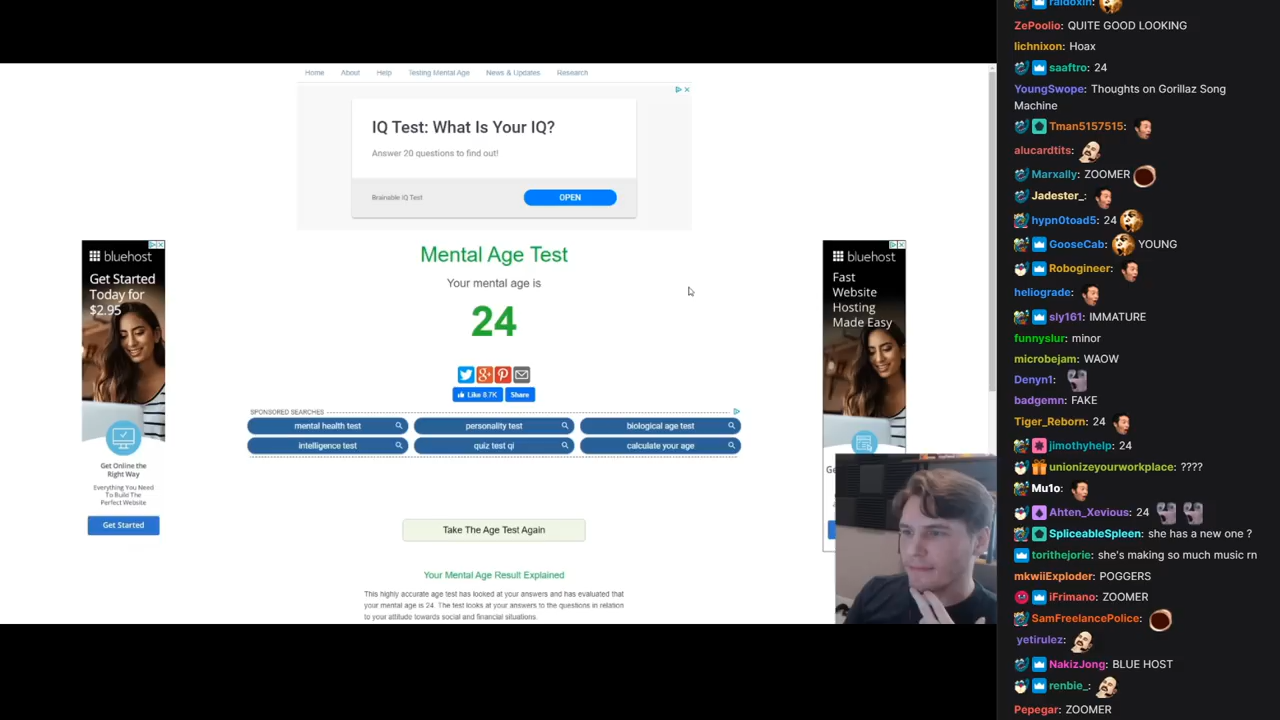 Home About Help Testing Mental Age News & Updates Research
IQ Test: What Is Your IQ?
Answer 20 questions to find out!
Brainable IQ Test
OPEN
bluehost
Get Started
Today for
$2.95
Get Online the
Right Way
Everything You Need
To Build The
Perfect Website
Get Started
Mental Age Test
Your mental age is
24
Like 8.7K
Share
SPONSORED SEARCHES
mental health test
personality test
biological age test
intelligence test
quiz test qi
calculate your age
Take The Age Test Again
Your Mental Age Result Explained
This highly accurate age test has looked at your answers and has evaluated that
your mental age is 24. The test looks at your answers to the questions in relation
to your attitude towards social and financial situations.
bluehost
Fast
Website
Hosting
Made Easy
raidoxin:
ZePoolio: QUITE GOOD LOOKING
lichnixon: Hoax
saaftro: 24
YoungSwope: Thoughts on Gorillaz Song
Machine
Tman5157515:
alucardtits:
Marxally: ZOOMER
Jadester_:
hypn0toad5: 24
GooseCab: YOUNG
Robogineer:
heliograde:
sly161: IMMATURE
funnyslur: minor
microbejam: WAOW
Denyn1:
badgemn: FAKE
Tiger_Reborn: 24
jimothyhelp: 24
unionizeyourworkplace: ????
Mu1o:
Ahten_Xevious: 24
SpliceableSpleen: she has a new one ?
torithejorie: she's making so much music rn
mkwiiExploder: POGGERS
iFrimano: ZOOMER
SamFreelancePolice:
yetirulez:
NakizJong: BLUE HOST
renbie_:
Pepegar: ZOOMER